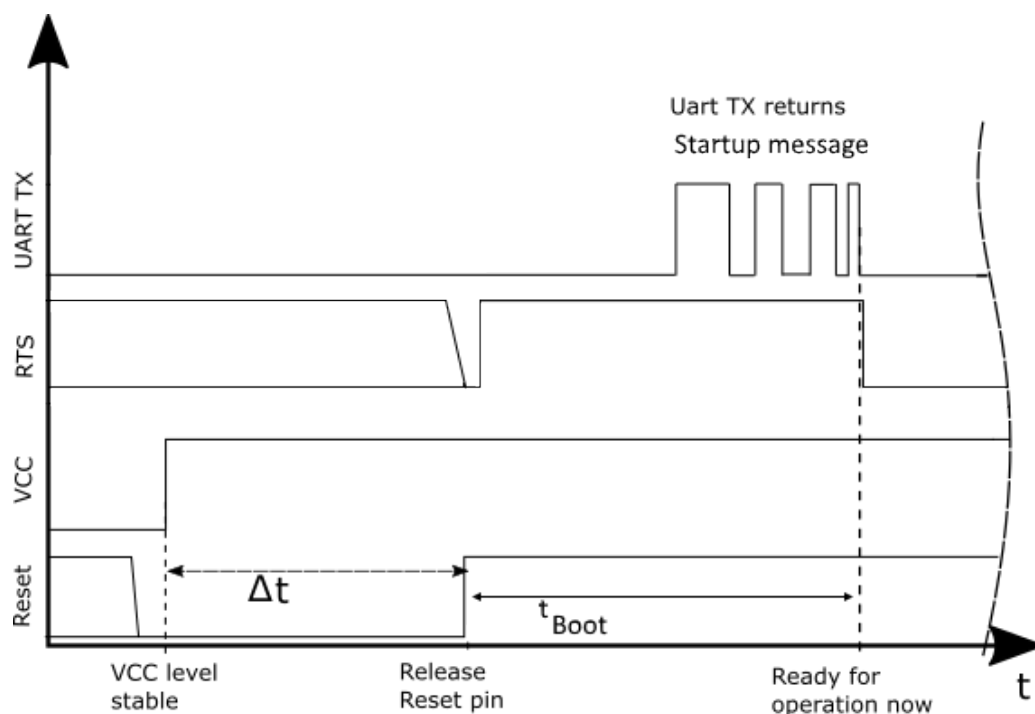 Uart TX returns
Startup message
UART TX
RTS
VCC
Reset
Δt
t Boot
VCC level
stable
Release
Reset pin
Ready for
operation now
t